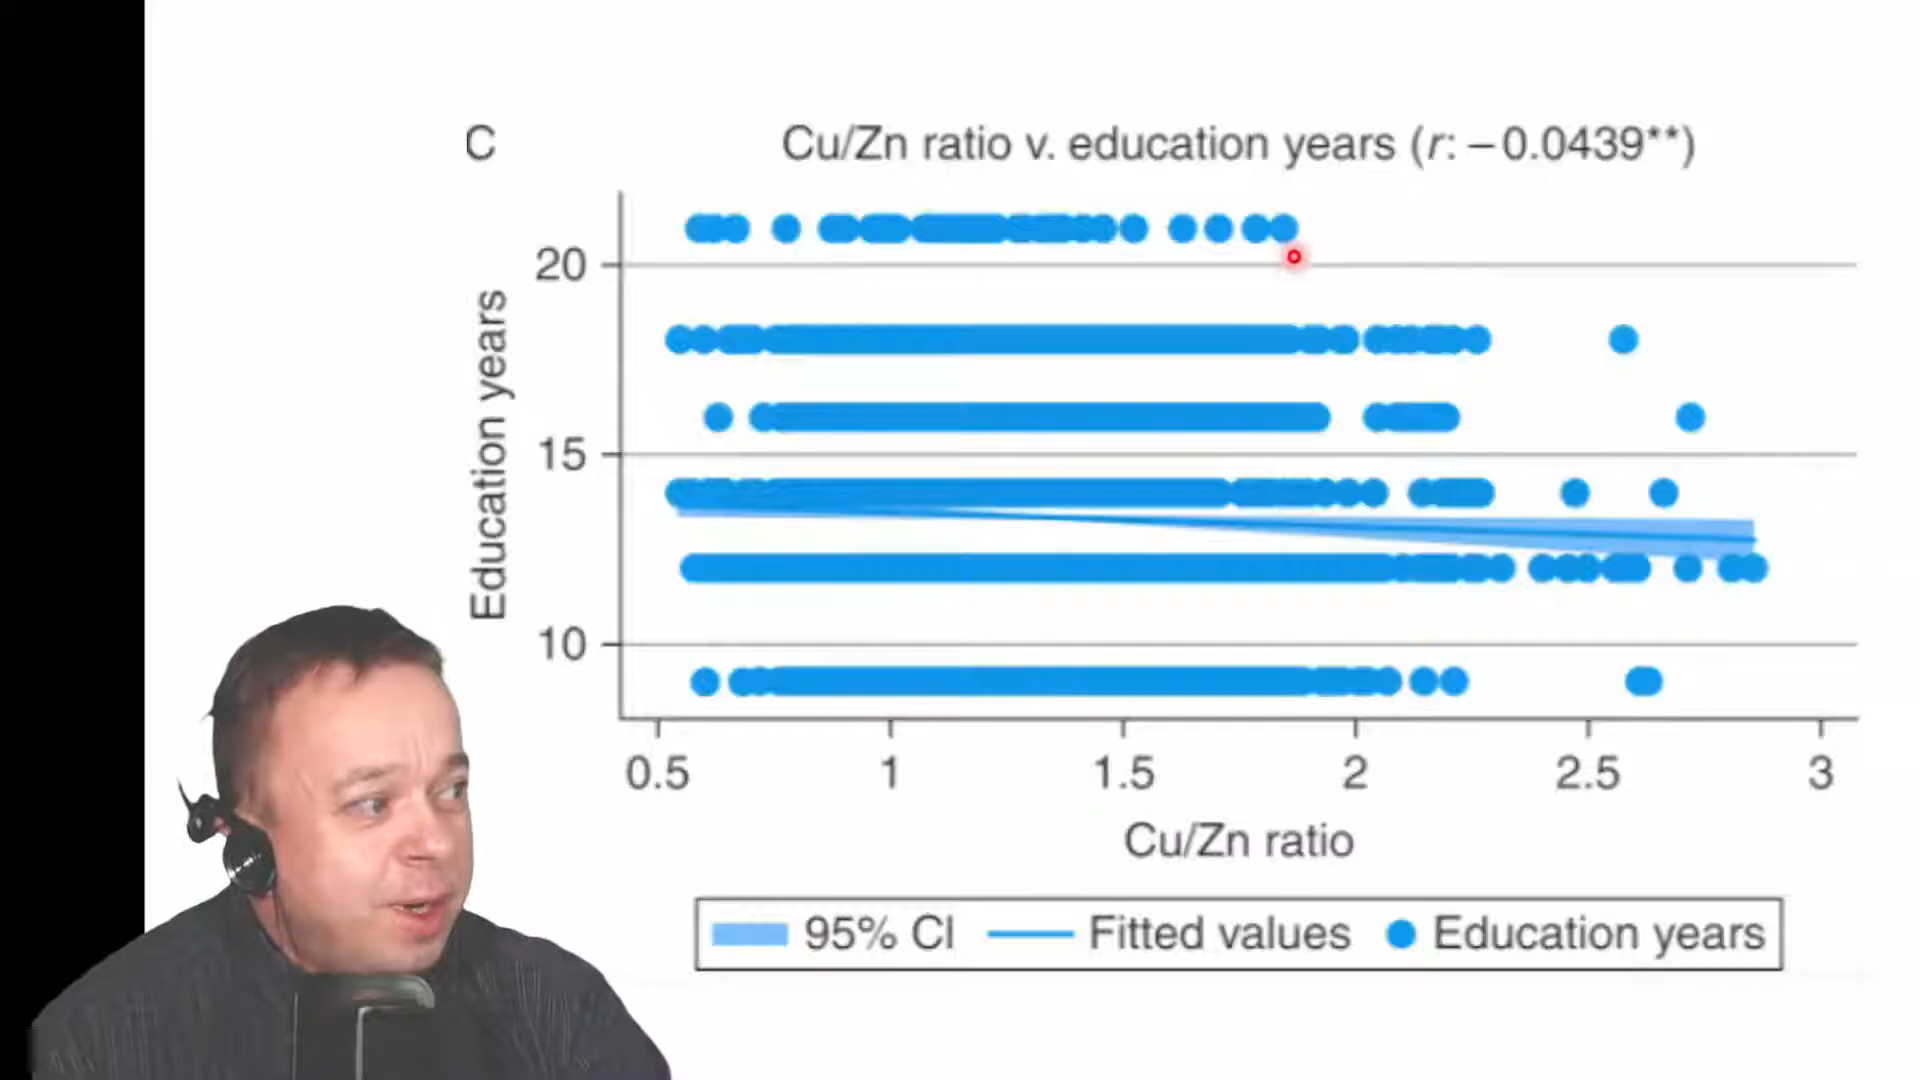 C
Cu/Zn ratio v. education years (r: −0.0439**)
Education years
20
15
10
0.5 1 1.5 2 2.5 3
Cu/Zn ratio
95% CI Fitted values Education years